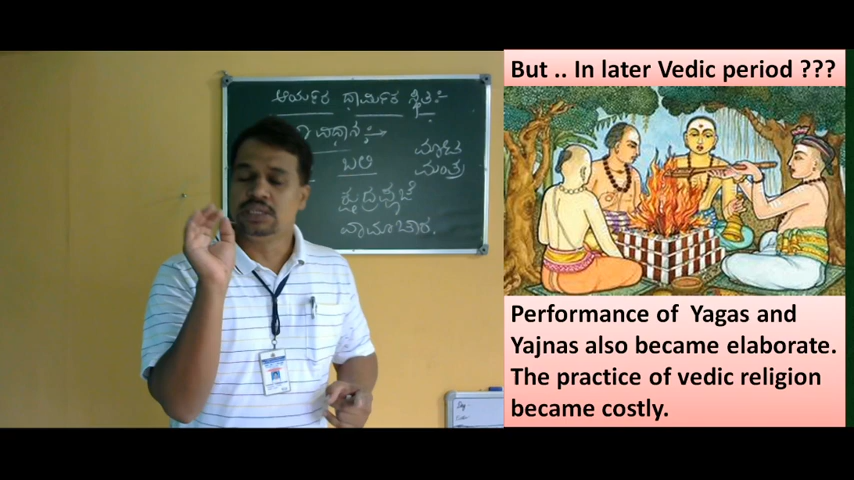 ಆರ್ಯರ ಧಾರ್ಮಿಕ ಸ್ಥಿತಿ:-
ವಿಧಾನ :→
ಬಲಿ
ಮಾಟ
ಮಂತ್ರ
ಕ್ಷುದ್ರಪೂಜೆ
ವಾಮಾಚಾರ.
But .. In later Vedic period ???
Performance of Yagas and
Yajnas also became elaborate.
The practice of vedic religion
became costly.